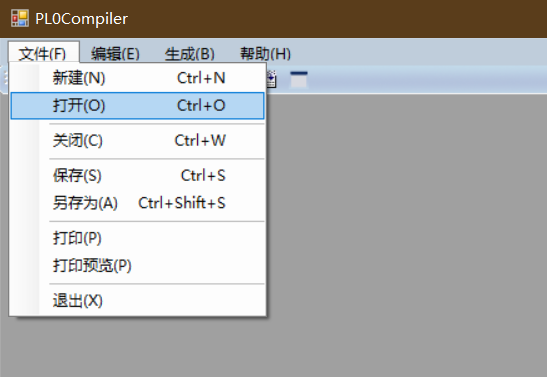 PL0Compiler
文件(F) 编辑(E) 生成(B) 帮助(H)
新建(N) Ctrl+N
打开(O) Ctrl+O
关闭(C) Ctrl+W
保存(S) Ctrl+S
另存为(A) Ctrl+Shift+S
打印(P)
打印预览(P)
退出(X)